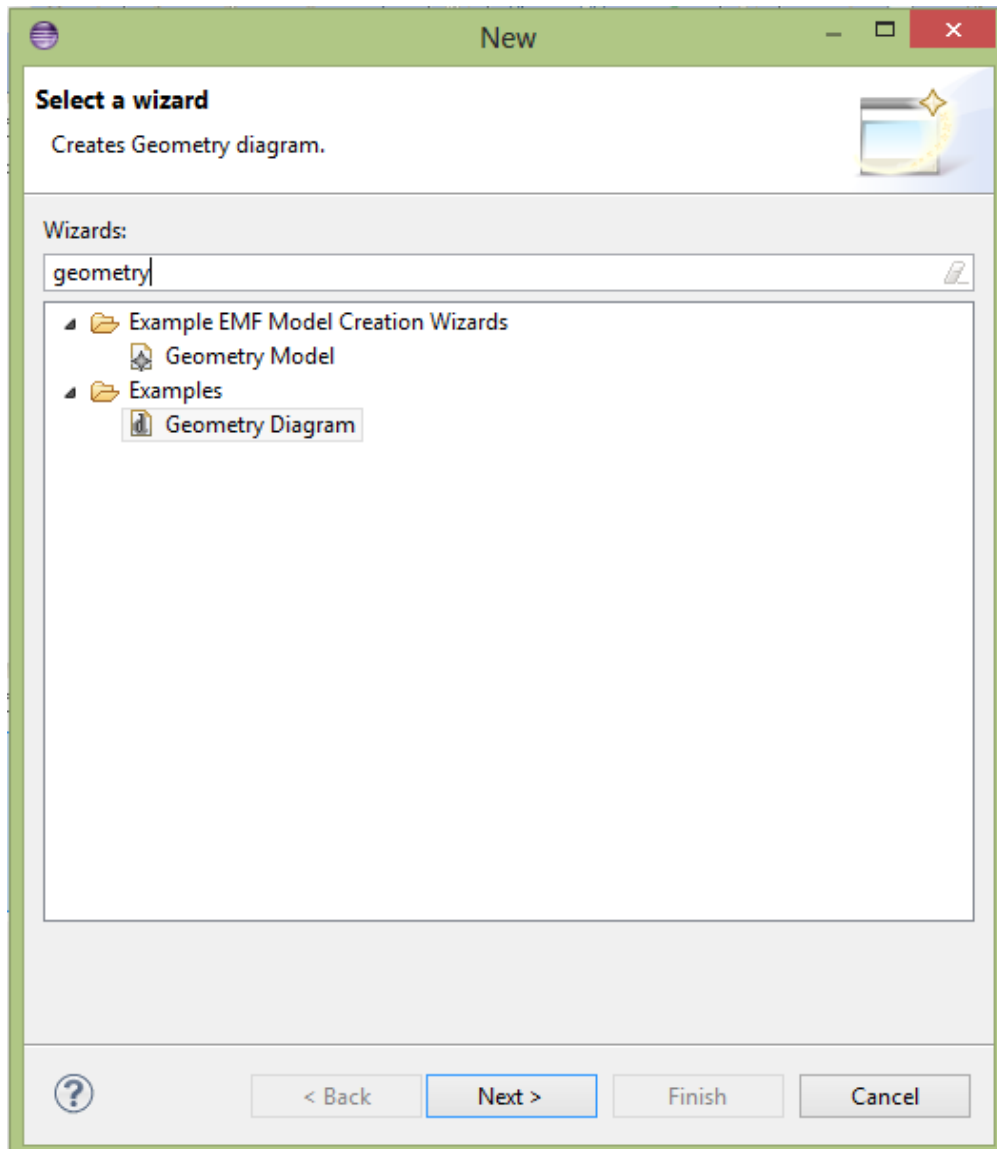 New
Select a wizard
Creates Geometry diagram.
Wizards:
geometry
Example EMF Model Creation Wizards
Geometry Model
Examples
Geometry Diagram
? < Back Next > Finish Cancel